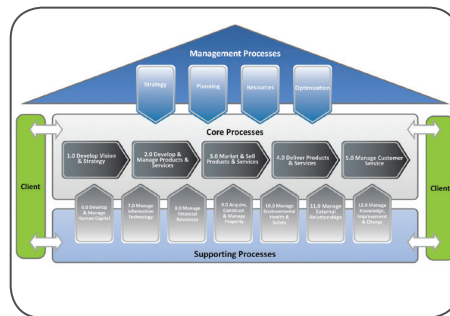 Management Processes
Strategy
Planning
Resources
Optimization
Core Processes
1.0 Develop Vision
& Strategy
2.0 Develop &
Manage Products &
Services
3.0 Market & Sell
Products & Services
4.0 Deliver Products
& Services
5.0 Manage Customer
Service
Client
Client
6.0 Develop
& Manage
Human Capital
7.0 Manage
Information
Technology
8.0 Manage
Financial
Resources
9.0 Acquire,
Construct
& Manage
Property
10.0 Manage
Environmental
Health &
Safety
11.0 Manage
External
Relationships
12.0 Manage
Knowledge,
Improvement
& Change
Supporting Processes